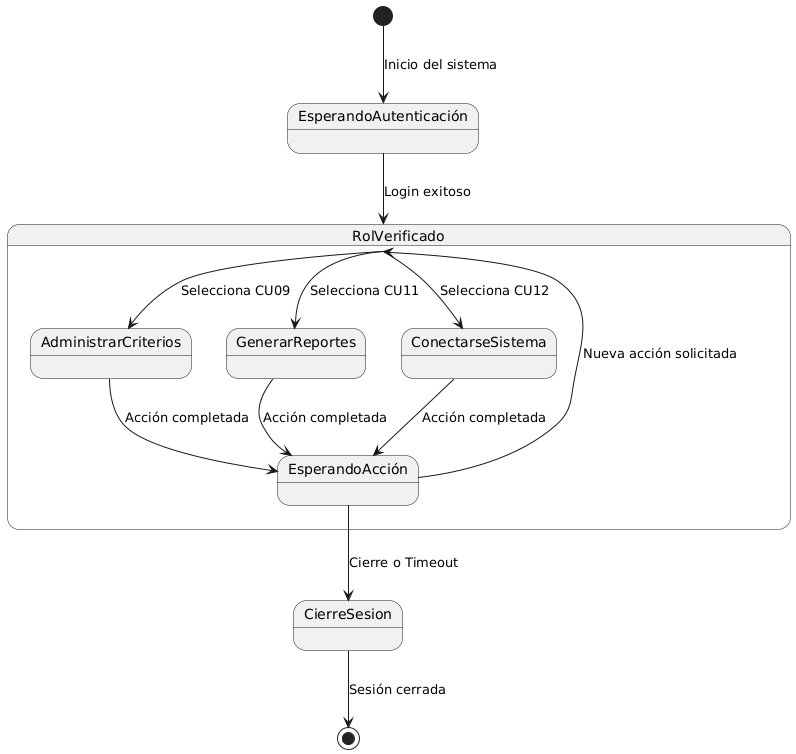 Inicio del sistema
EsperandoAutenticación
Login exitoso
RolVerificado
Selecciona CU09
Selecciona CU11
Selecciona CU12
AdministrarCriterios
GenerarReportes
ConectarseSistema
Nueva acción solicitada
Acción completada
Acción completada
Acción completada
EsperandoAcción
Cierre o Timeout
CierreSesion
Sesión cerrada